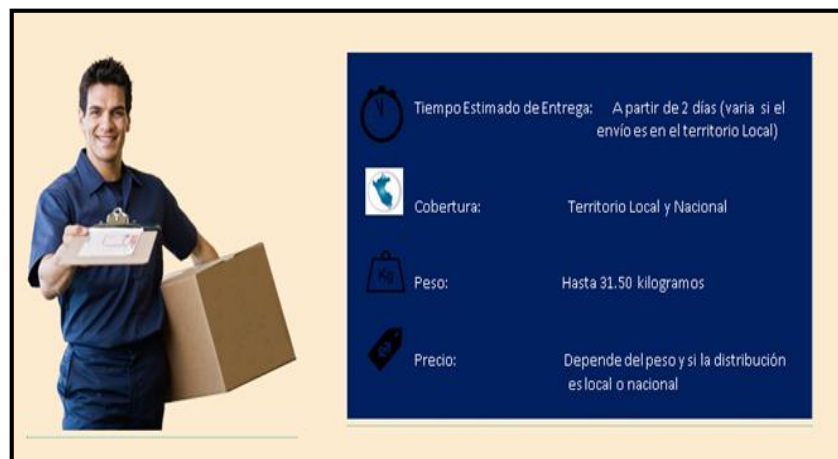 Tiempo Estimado de Entrega: A partir de 2 días (varia si el
envío es en el territorio Local)
Cobertura: Territorio Local y Nacional
Kg
Peso: Hasta 31.50 kilogramos
Precio: Depende del peso y si la distribución
es local o nacional